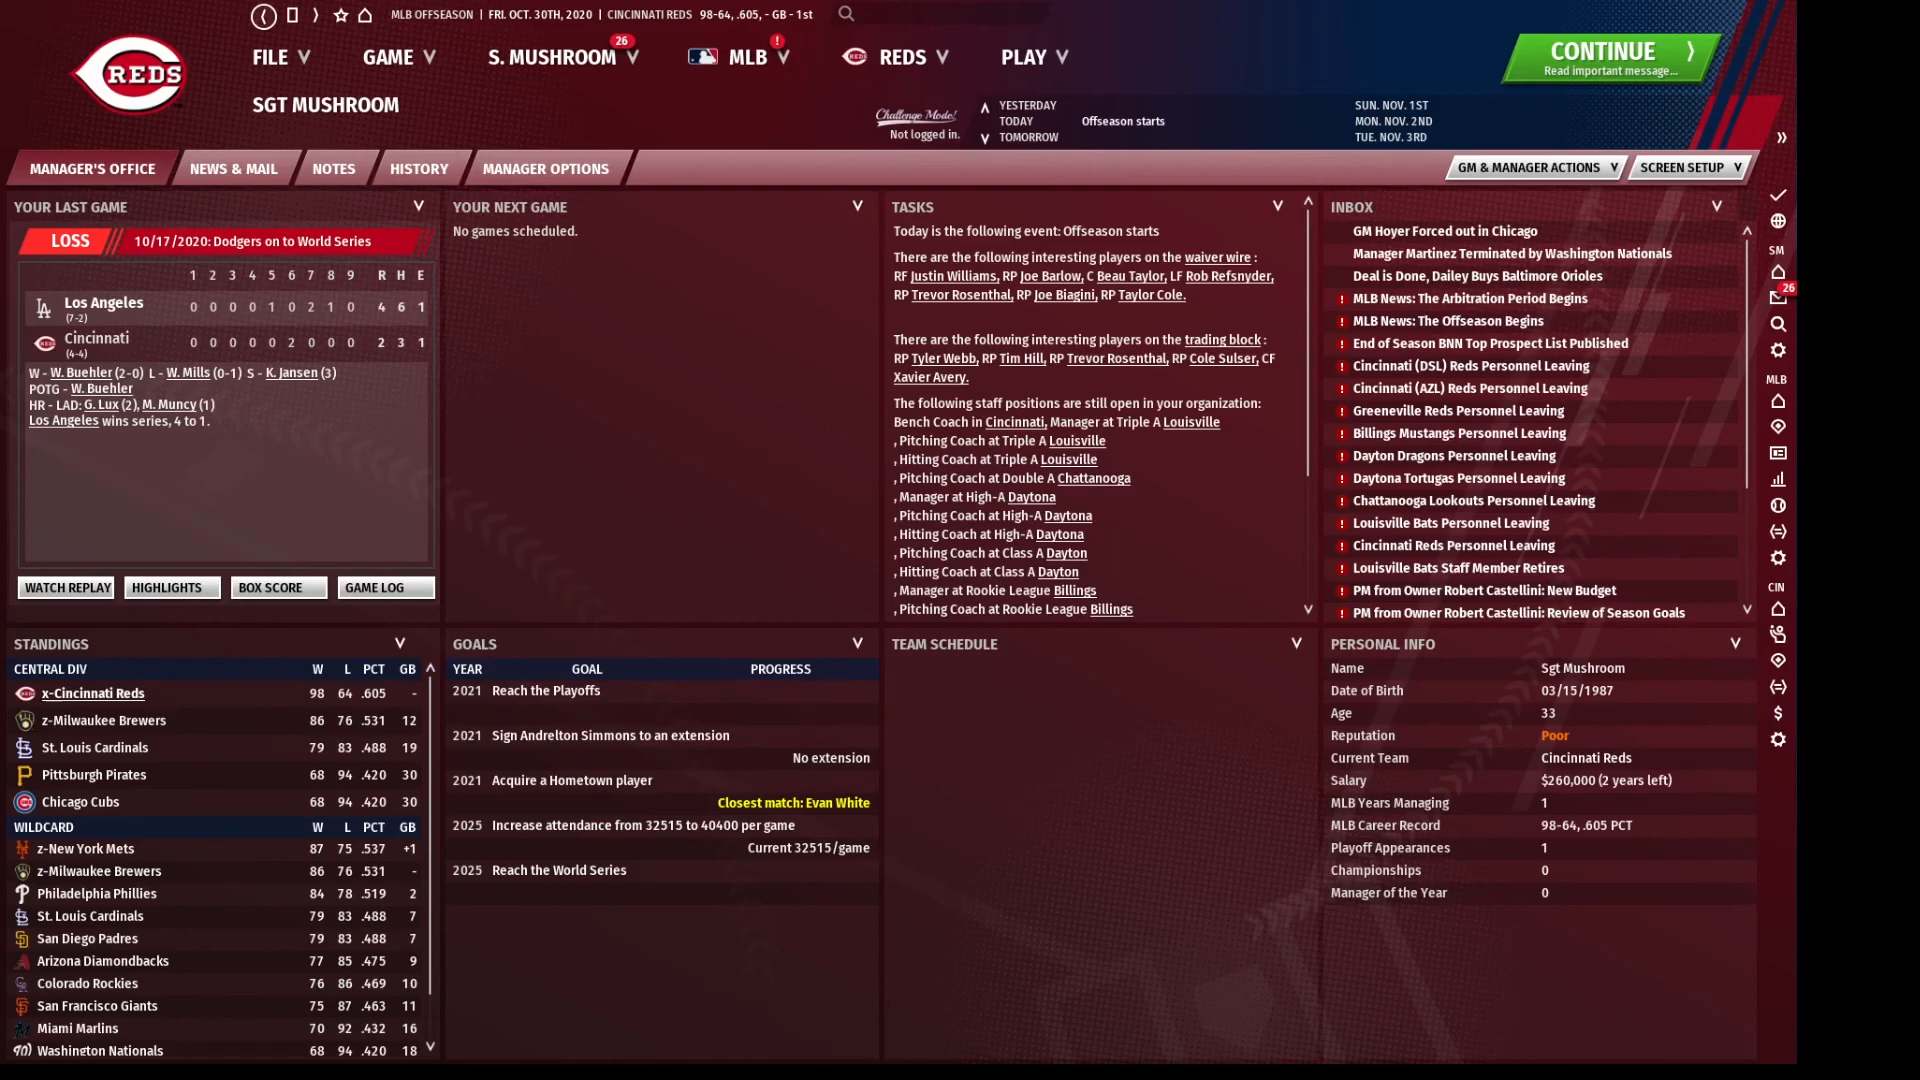 MLB OFFSEASON | FRI. OCT. 30TH, 2020 | CINCINNATI REDS 98-64, .605, - GB - 1st
FILE
GAME
S. MUSHROOM
26
MLB
!
REDS
PLAY
CONTINUE
Read important message...
REDS
SGT MUSHROOM
Challenge Mode!
Not logged in.
YESTERDAY
TODAY
TOMORROW
Offseason starts
SUN. NOV. 1ST
MON. NOV. 2ND
TUE. NOV. 3RD
MANAGER'S OFFICE
NEWS & MAIL
NOTES
HISTORY
MANAGER OPTIONS
GM & MANAGER ACTIONS
SCREEN SETUP
YOUR LAST GAME
LOSS 10/17/2020: Dodgers on to World Series
1 2 3 4 5 6 7 8 9 R H E
Los Angeles 0 0 0 0 1 0 2 1 0 4 6 1
(7-2)
Cincinnati 0 0 0 0 0 2 0 0 0 2 3 1
(4-4)
W - W. Buehler (2-0) L - W. Mills (0-1) S - K. Jansen (3)
POTG - W. Buehler
HR - LAD: G. Lux (2), M. Muncy (1)
Los Angeles wins series, 4 to 1.
WATCH REPLAY
HIGHLIGHTS
BOX SCORE
GAME LOG
YOUR NEXT GAME
No games scheduled.
TASKS
Today is the following event: Offseason starts
There are the following interesting players on the waiver wire :
RF Justin Williams, RP Joe Barlow, C Beau Taylor, LF Rob Refsnyder,
RP Trevor Rosenthal, RP Joe Biagini, RP Taylor Cole.
There are the following interesting players on the trading block :
RP Tyler Webb, RP Tim Hill, RP Trevor Rosenthal, RP Cole Sulser, CF
Xavier Avery.
The following staff positions are still open in your organization:
Bench Coach in Cincinnati, Manager at Triple A Louisville
, Pitching Coach at Triple A Louisville
, Hitting Coach at Triple A Louisville
, Pitching Coach at Double A Chattanooga
, Manager at High-A Daytona
, Pitching Coach at High-A Daytona
, Hitting Coach at High-A Daytona
, Pitching Coach at Class A Dayton
, Hitting Coach at Class A Dayton
, Manager at Rookie League Billings
, Pitching Coach at Rookie League Billings
INBOX
GM Hoyer Forced out in Chicago
Manager Martinez Terminated by Washington Nationals
Deal is Done, Dailey Buys Baltimore Orioles
! MLB News: The Arbitration Period Begins
! MLB News: The Offseason Begins
! End of Season BNN Top Prospect List Published
! Cincinnati (DSL) Reds Personnel Leaving
! Cincinnati (AZL) Reds Personnel Leaving
! Greeneville Reds Personnel Leaving
! Billings Mustangs Personnel Leaving
! Dayton Dragons Personnel Leaving
! Daytona Tortugas Personnel Leaving
! Chattanooga Lookouts Personnel Leaving
! Louisville Bats Personnel Leaving
! Cincinnati Reds Personnel Leaving
! Louisville Bats Staff Member Retires
! PM from Owner Robert Castellini: New Budget
! PM from Owner Robert Castellini: Review of Season Goals
SM
26
MLB
CIN
STANDINGS
CENTRAL DIV W L PCT GB
x-Cincinnati Reds 98 64 .605 -
z-Milwaukee Brewers 86 76 .531 12
St. Louis Cardinals 79 83 .488 19
Pittsburgh Pirates 68 94 .420 30
Chicago Cubs 68 94 .420 30
WILDCARD W L PCT GB
z-New York Mets 87 75 .537 +1
z-Milwaukee Brewers 86 76 .531 -
Philadelphia Phillies 84 78 .519 2
St. Louis Cardinals 79 83 .488 7
San Diego Padres 79 83 .488 7
Arizona Diamondbacks 77 85 .475 9
Colorado Rockies 76 86 .469 10
San Francisco Giants 75 87 .463 11
Miami Marlins 70 92 .432 16
Washington Nationals 68 94 .420 18
GOALS
YEAR GOAL PROGRESS
2021 Reach the Playoffs
2021 Sign Andrelton Simmons to an extension
No extension
2021 Acquire a Hometown player
Closest match: Evan White
2025 Increase attendance from 32515 to 40400 per game
Current 32515/game
2025 Reach the World Series
TEAM SCHEDULE
PERSONAL INFO
Name Sgt Mushroom
Date of Birth 03/15/1987
Age 33
Reputation Poor
Current Team Cincinnati Reds
Salary $260,000 (2 years left)
MLB Years Managing 1
MLB Career Record 98-64, .605 PCT
Playoff Appearances 1
Championships 0
Manager of the Year 0